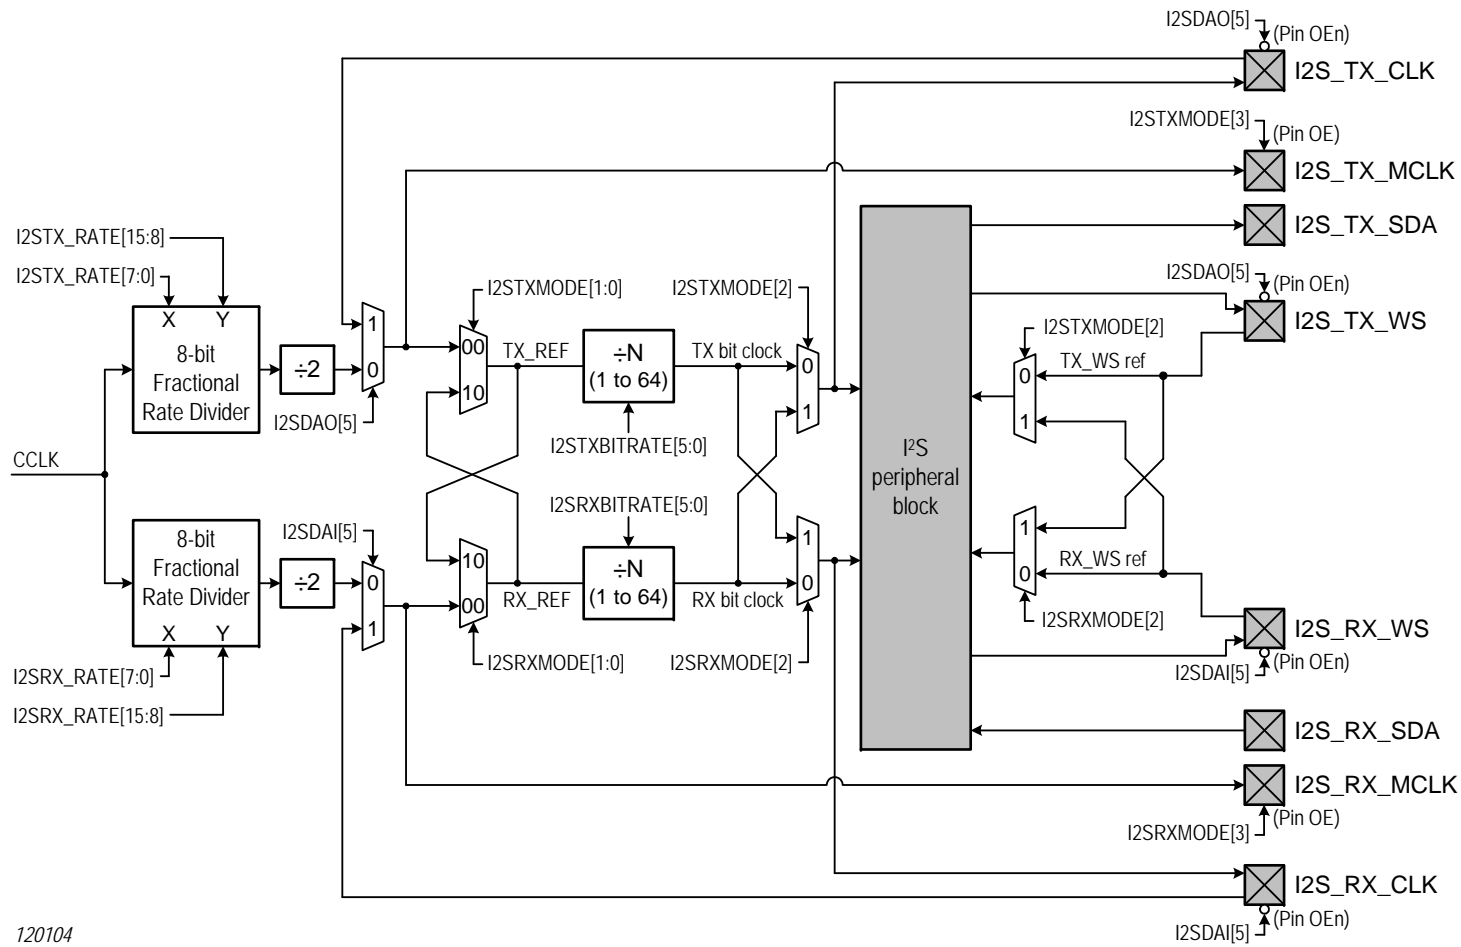 I2SDAO[5]
(Pin OEn)
I2S_TX_CLK
I2STXMODE[3]
(Pin OE)
I2S_TX_MCLK
I2S_TX_SDA
I2STX_RATE[15:8]
I2STX_RATE[7:0]
I2SDAO[5]
(Pin OEn)
I2S_TX_WS
I2STXMODE[1:0]
I2STXMODE[2]
X Y
8-bit
Fractional
Rate Divider
÷2
1
0
I2SDAO[5]
00
10
TX_REF
÷N
(1 to 64)
I2STXBITRATE[5:0]
TX bit clock
0
1
I2STXMODE[2]
0
1
TX_WS ref
CCLK
I2S
peripheral
block
8-bit
Fractional
Rate Divider
X Y
I2SRX_RATE[7:0]
I2SRX_RATE[15:8]
÷2
I2SDAI[5]
0
1
10
00
RX_REF
I2SRXMODE[1:0]
I2SRXBITRATE[5:0]
÷N
(1 to 64)
RX bit clock
1
0
I2SRXMODE[2]
1
0
RX_WS ref
I2SRXMODE[2]
I2S_RX_WS
(Pin OEn)
I2SDAI[5]
I2S_RX_SDA
I2S_RX_MCLK
(Pin OE)
I2SRXMODE[3]
I2S_RX_CLK
(Pin OEn)
I2SDAI[5]
120104